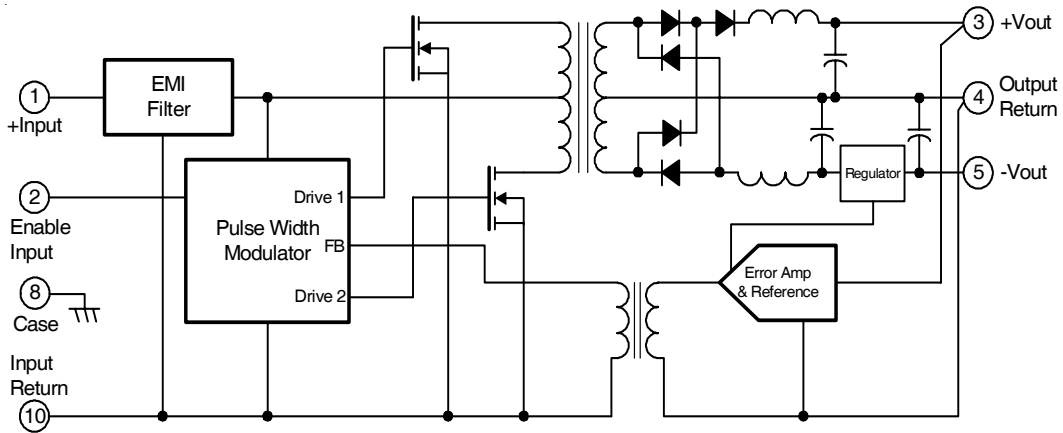 1
+Input
EMI
Filter
2
Enable
Input
8
Case
Input
Return
10
Pulse Width
Modulator
Drive 1
FB
Drive 2
3
+Vout
4
Output
Return
5
-Vout
Regulator
Error Amp
& Reference